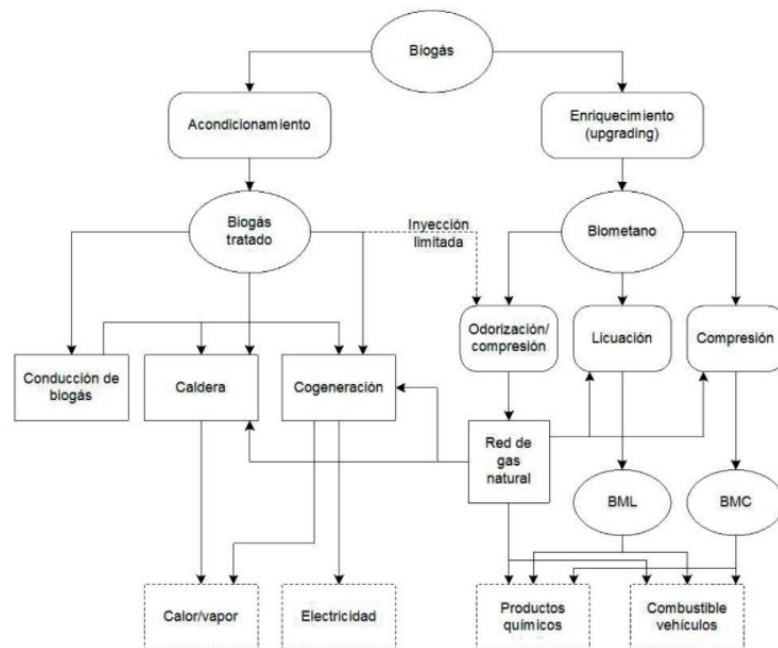 Biogás
Acondicionamiento
Enriquecimiento
(upgrading)
Biogás
tratado
Inyección
limitada
Biometano
Conducción de
biogás
Caldera
Cogeneración
Odorización/
compresión
Licuación
Compresión
Red de
gas
natural
BML
BMC
Calor/vapor
Electricidad
Productos
químicos
Combustible
vehículos